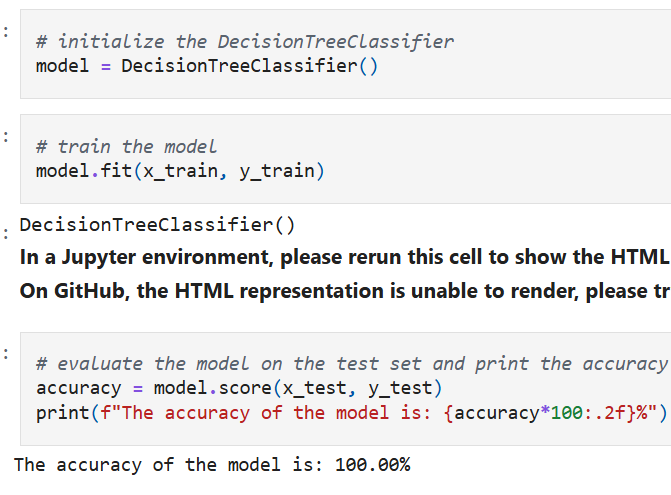 :
# initialize the DecisionTreeClassifier
model = DecisionTreeClassifier()
:
# train the model
model.fit(x_train, y_train)
:
DecisionTreeClassifier()
In a Jupyter environment, please rerun this cell to show the HTML
On GitHub, the HTML representation is unable to render, please tr
:
# evaluate the model on the test set and print the accuracy
accuracy = model.score(x_test, y_test)
print(f"The accuracy of the model is: {accuracy*100:.2f}%")
The accuracy of the model is: 100.00%